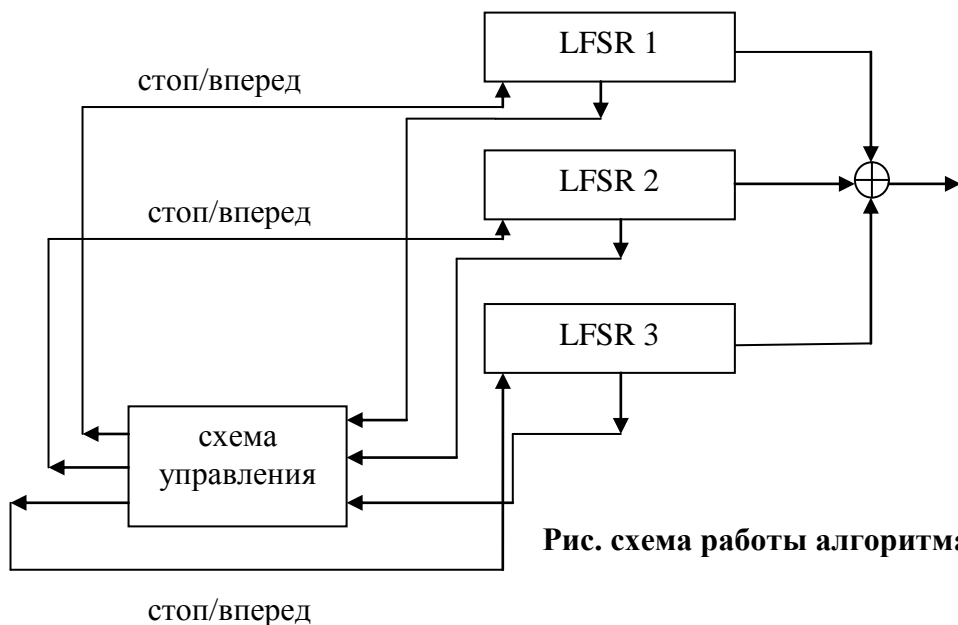 LFSR 1
стоп/вперед
LFSR 2
стоп/вперед
LFSR 3
схема
управления
Рис. схема работы алгоритма
стоп/вперед